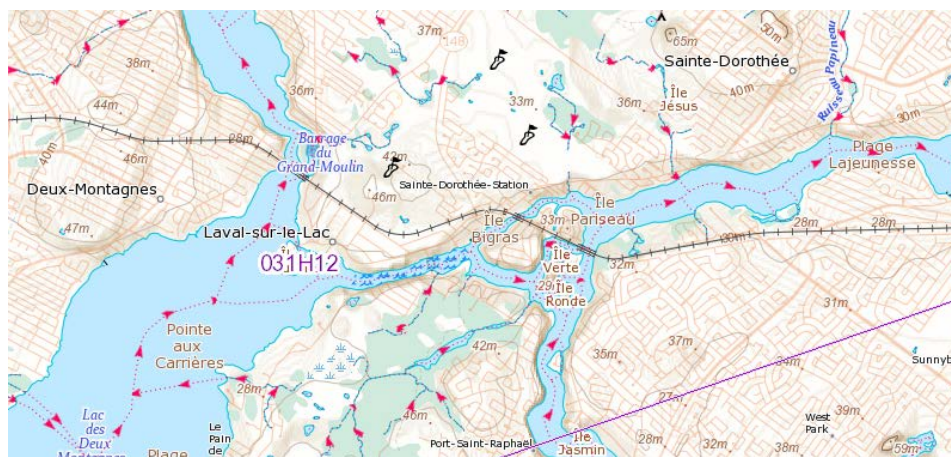 50m
148
65m
Sainte-Dorothée
38m
36m
33m
36m
Île
Jésus
40m
Ruisseau Papineau
44m
28m
Barrage
du
Grand-Moulin
42m
30m
40m
46m
Plage
Lajeunesse
Deux-Montagnes
46m
Sainte-Dorothée-Station
Île
Pariseau
47m
Laval-sur-le-Lac
Île
Bigras
33m
28m
28m
30m
031H12
Île
Verte
32m
29m
Île
Ronde
31m
Pointe
aux
Carrières
42m
35m
37m
34m
Sunnyb
28m
27m
Lac
des
Deux
Montagnes
Le
Pain
de
46m
West
Park
39m
Plage
Port-Saint-Raphaël
Île
Jasmin
32m
38m
59m